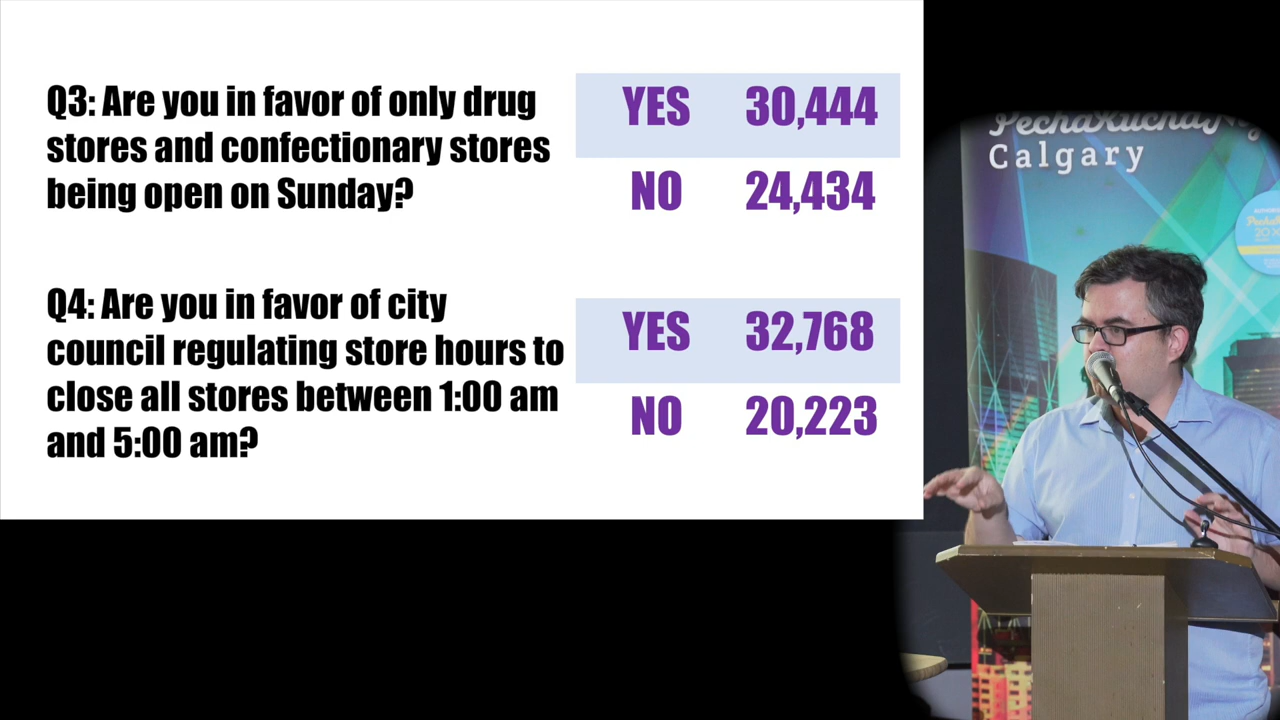 Q3: Are you in favor of only drug
stores and confectionary stores
being open on Sunday?
YES 30,444
NO 24,434
Q4: Are you in favor of city
council regulating store hours to
close all stores between 1:00 am
and 5:00 am?
YES 32,768
NO 20,223
Calgary
20